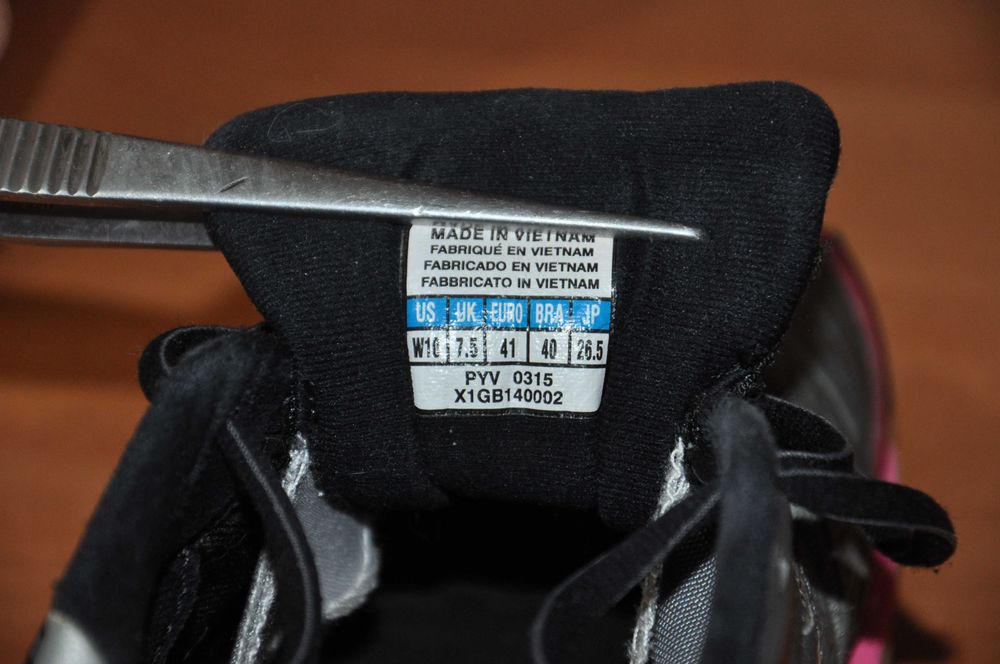 MADE IN VIETNAM
FABRIQUÉ EN VIETNAM
FABRICADO EN VIETNAM
FABBRICATO IN VIETNAM
US UK EURO BRA JP
W10 7.5 41 40 26.5
PYV 0315
X1GB140002